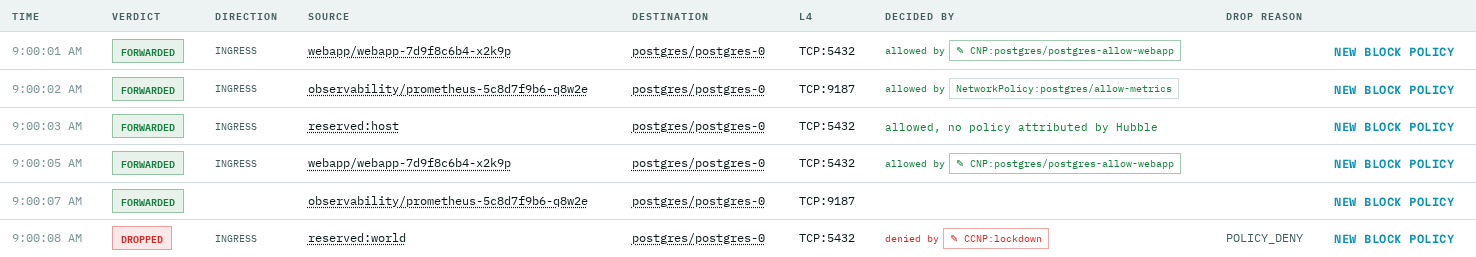 TIME VERDICT DIRECTION SOURCE DESTINATION L4 DECIDED BY DROP REASON
9:00:01 AM FORWARDED INGRESS webapp/webapp-7d9f8c6b4-x2k9p postgres/postgres-0 TCP:5432 allowed by ✎ CNP:postgres/postgres-allow-webapp NEW BLOCK POLICY
9:00:02 AM FORWARDED INGRESS observability/prometheus-5c8d7f9b6-q8w2e postgres/postgres-0 TCP:9187 allowed by NetworkPolicy:postgres/allow-metrics NEW BLOCK POLICY
9:00:03 AM FORWARDED INGRESS reserved:host postgres/postgres-0 TCP:5432 allowed, no policy attributed by Hubble NEW BLOCK POLICY
9:00:05 AM FORWARDED INGRESS webapp/webapp-7d9f8c6b4-x2k9p postgres/postgres-0 TCP:5432 allowed by ✎ CNP:postgres/postgres-allow-webapp NEW BLOCK POLICY
9:00:07 AM FORWARDED observability/prometheus-5c8d7f9b6-q8w2e postgres/postgres-0 TCP:9187 NEW BLOCK POLICY
9:00:08 AM DROPPED INGRESS reserved:world postgres/postgres-0 TCP:5432 denied by ✎ CCNP:lockdown POLICY_DENY NEW BLOCK POLICY